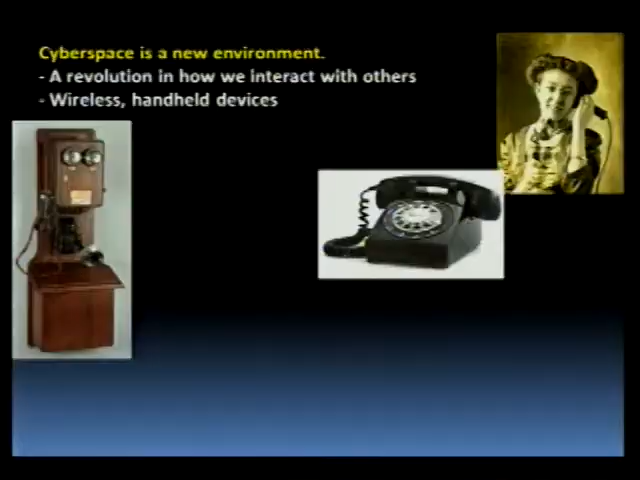 Cyberspace is a new environment.
- A revolution in how we interact with others
- Wireless, handheld devices